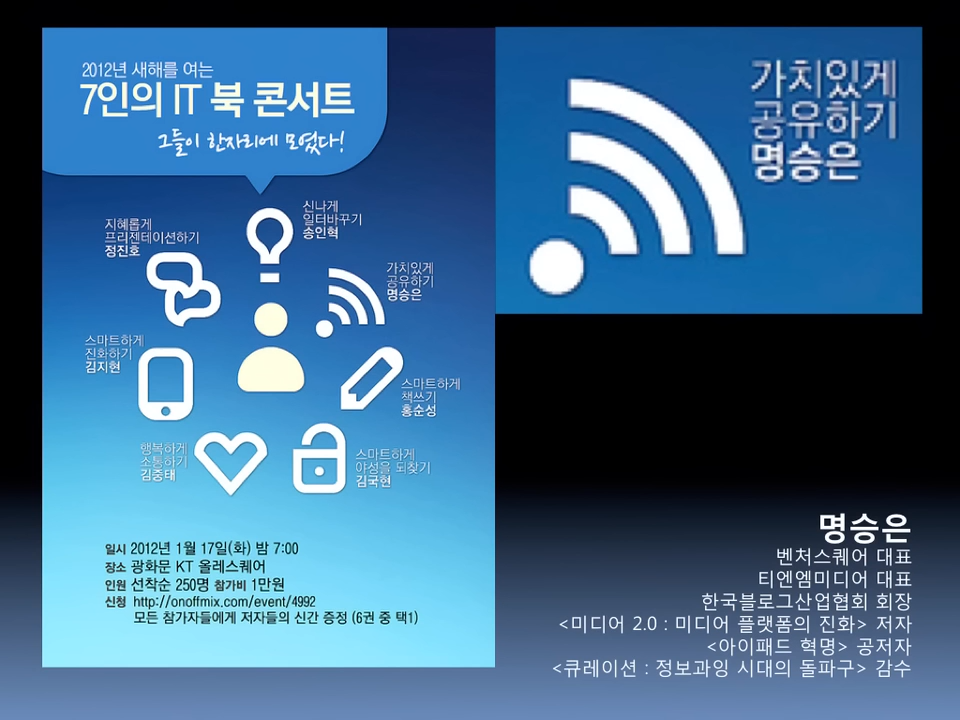 2012년 새해를 여는
7인의 IT 북 콘서트
그들이 한자리에 모였다!
신나게
일터바꾸기
송인혁
지혜롭게
프리젠테이션하기
정진호
가치있게
공유하기
명승은
스마트하게
진화하기
김지현
스마트하게
책쓰기
홍순성
행복하게
소통하기
김중태
스마트하게
야성을 되찾기
김국현
일시 2012년 1월 17일(화) 밤 7:00
장소 광화문 KT 올레스퀘어
인원 선착순 250명 참가비 1만원
신청 http://onoffmix.com/event/4992
모든 참가자들에게 저자들의 신간 증정 (6권 중 택1)
가치있게
공유하기
명승은
명승은
벤처스퀘어 대표
티엔엠미디어 대표
한국블로그산업협회 회장
<미디어 2.0 : 미디어 플랫폼의 진화> 저자
<아이패드 혁명> 공저자
<큐레이션 : 정보과잉 시대의 돌파구> 감수